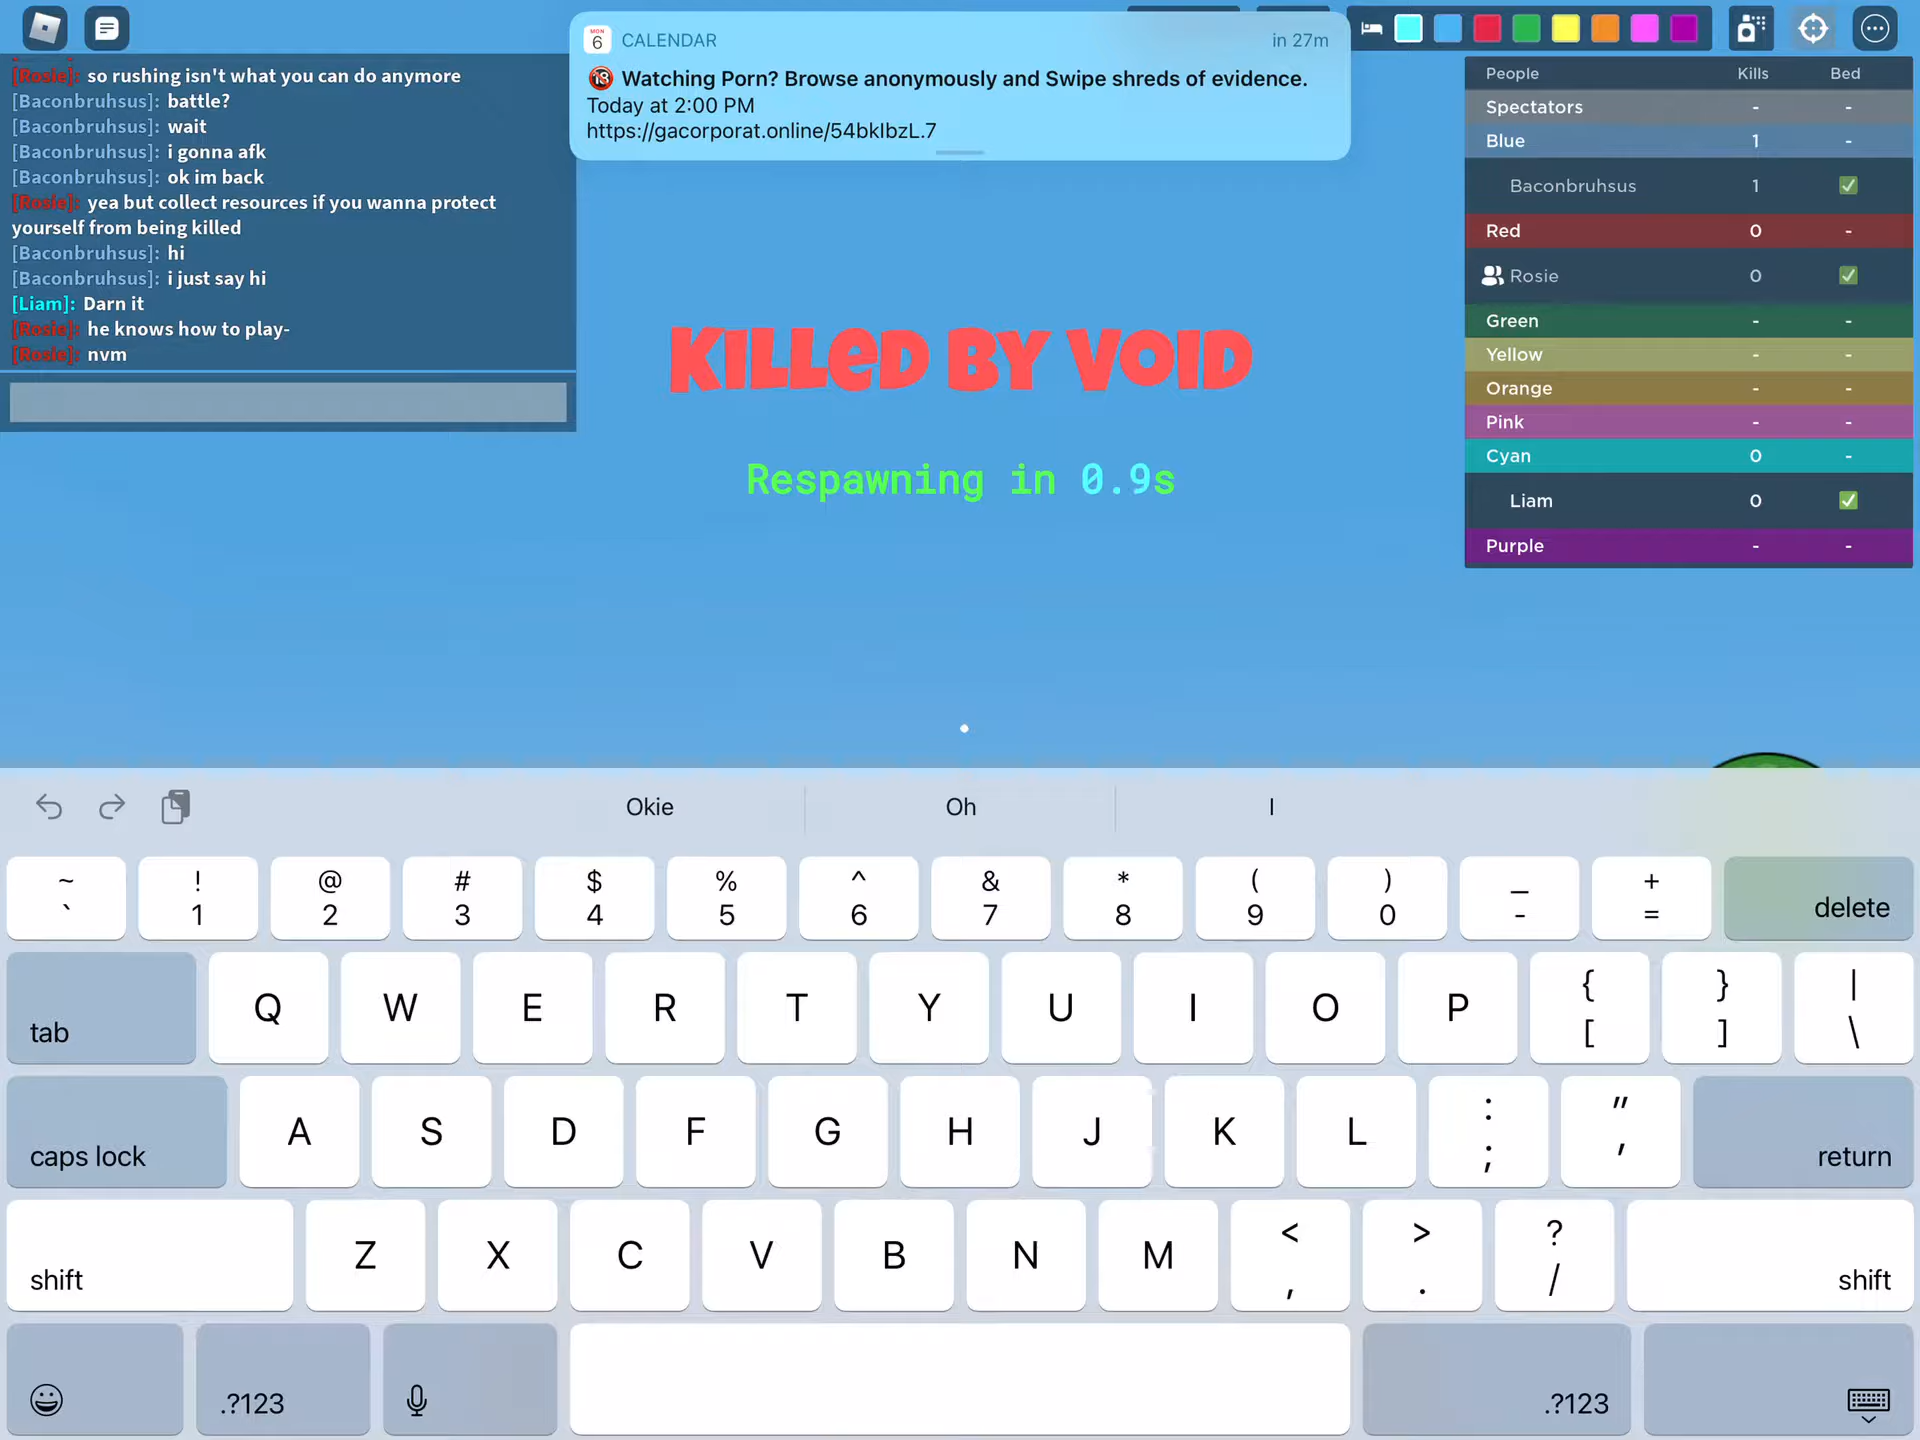 [Rosie]: so rushing isn't what you can do anymore
[Baconbruhsus]: battle?
[Baconbruhsus]: wait
[Baconbruhsus]: i gonna afk
[Baconbruhsus]: ok im back
[Rosie]: yea but collect resources if you wanna protect
yourself from being killed
[Baconbruhsus]: hi
[Baconbruhsus]: i just say hi
[Liam]: Darn it
[Rosie]: he knows how to play-
[Rosie]: nvm
MON
6
CALENDAR
in 27m
🔞 Watching Porn? Browse anonymously and Swipe shreds of evidence.
Today at 2:00 PM
https://gacorporat.online/54bkIbzL.7
People Kills Bed
Spectators - -
Blue 1 -
Baconbruhsus 1 ✅
Red 0 -
Rosie 0 ✅
Green - -
Yellow - -
Orange - -
Pink - -
Cyan 0 -
Liam 0 ✅
Purple - -
KILLED BY VOID
Respawning in 0.9s
Okie Oh I
~ ! @ # $ % ^ & * ( ) _ +
` 1 2 3 4 5 6 7 8 9 0 - = delete
tab Q W E R T Y U I O P { [ } ] | \
caps lock A S D F G H J K L : ; " ' return
shift Z X C V B N M < , > . ? / shift
.?123 .?123